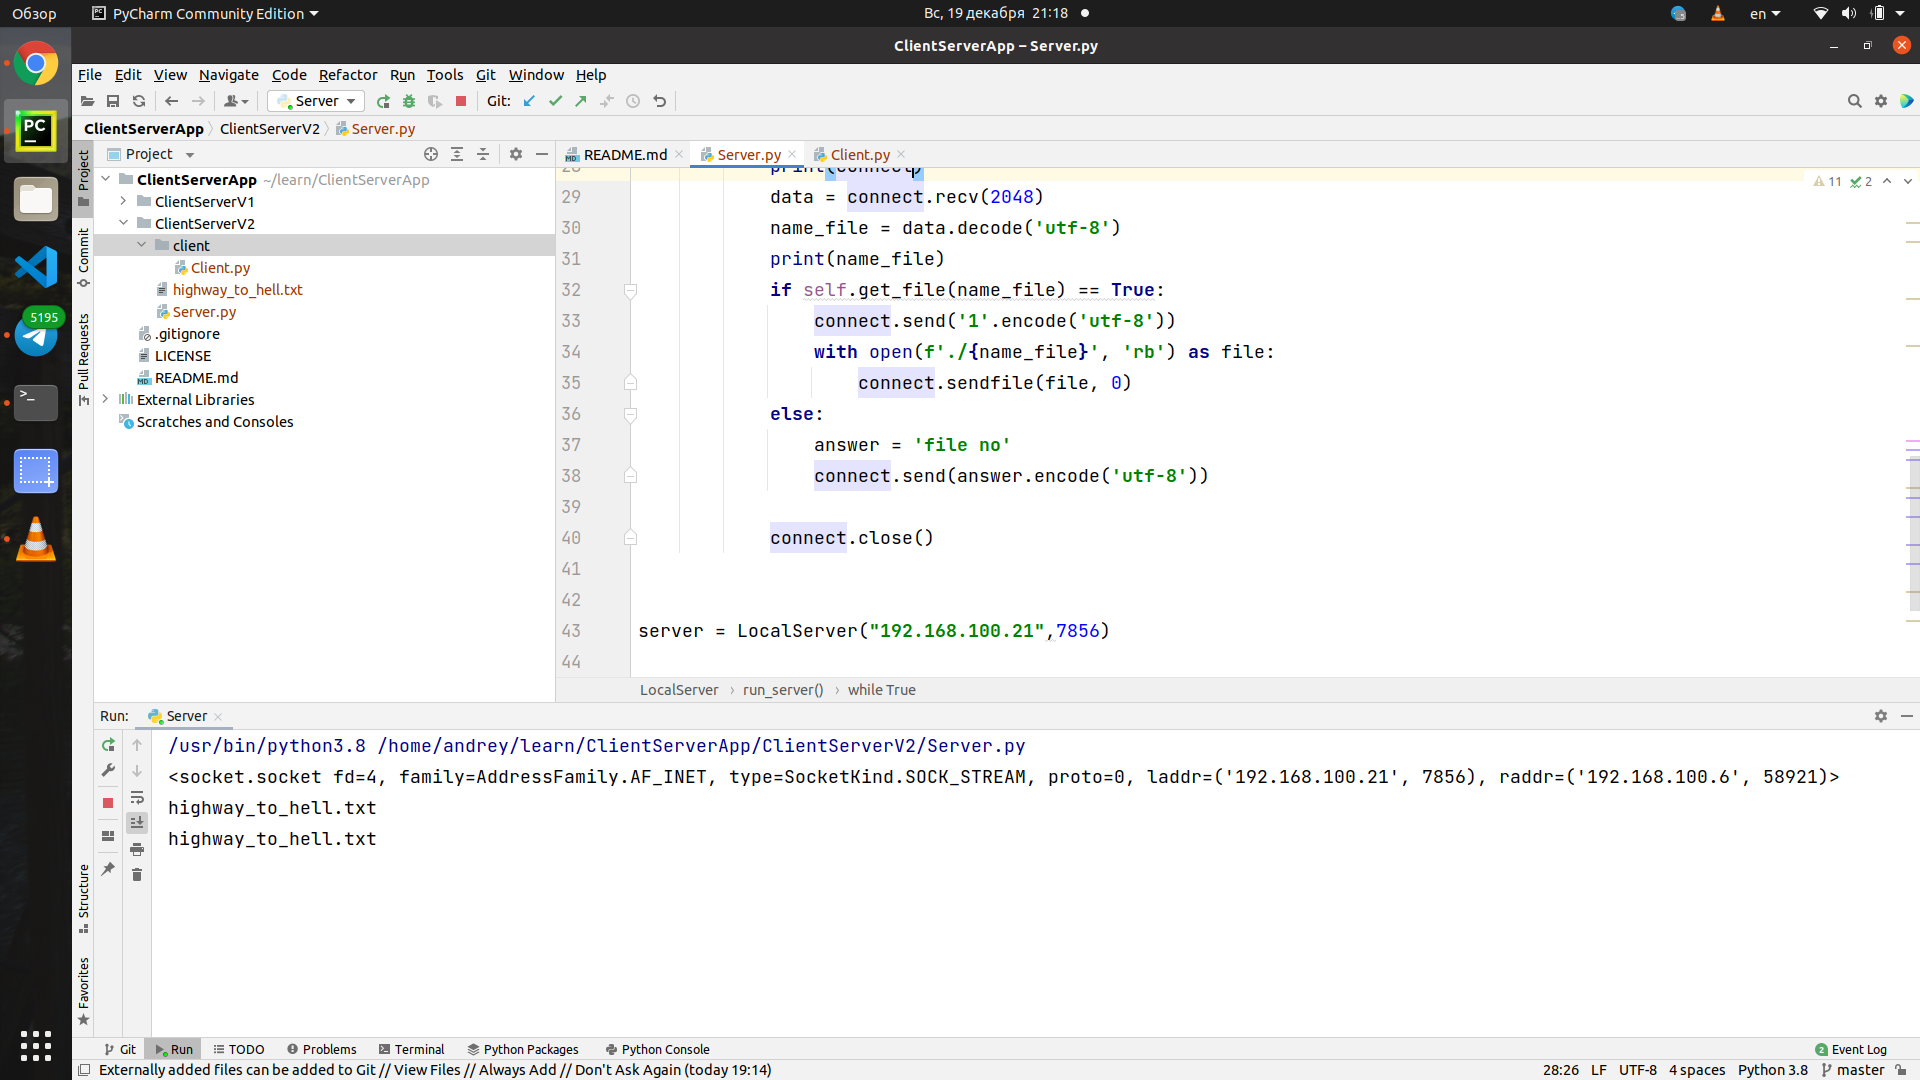 Обзор
PyCharm Community Edition
Вс, 19 декабря 21:18
en
ClientServerApp – Server.py
File Edit View Navigate Code Refactor Run Tools Git Window Help
Server
Git:
ClientServerApp ClientServerV2 Server.py
Project
README.md
Server.py
Client.py
ClientServerApp ~/learn/ClientServerApp
ClientServerV1
ClientServerV2
client
Client.py
highway_to_hell.txt
Server.py
.gitignore
LICENSE
README.md
External Libraries
Scratches and Consoles
Project
Commit
Pull Requests
Structure
Favorites
5195
11 2
28 print(connect)
29 data = connect.recv(2048)
30 name_file = data.decode('utf-8')
31 print(name_file)
32 if self.get_file(name_file) == True:
33 connect.send('1'.encode('utf-8'))
34 with open(f'./{name_file}', 'rb') as file:
35 connect.sendfile(file, 0)
36 else:
37 answer = 'file no'
38 connect.send(answer.encode('utf-8'))
39
40 connect.close()
41
42
43 server = LocalServer("192.168.100.21",7856)
44
LocalServer › run_server() › while True
Run: Server
/usr/bin/python3.8 /home/andrey/learn/ClientServerApp/ClientServerV2/Server.py
<socket.socket fd=4, family=AddressFamily.AF_INET, type=SocketKind.SOCK_STREAM, proto=0, laddr=('192.168.100.21', 7856), raddr=('192.168.100.6', 58921)>
highway_to_hell.txt
highway_to_hell.txt
Git Run TODO Problems Terminal Python Packages Python Console
2 Event Log
Externally added files can be added to Git // View Files // Always Add // Don't Ask Again (today 19:14)
28:26 LF UTF-8 4 spaces Python 3.8 master